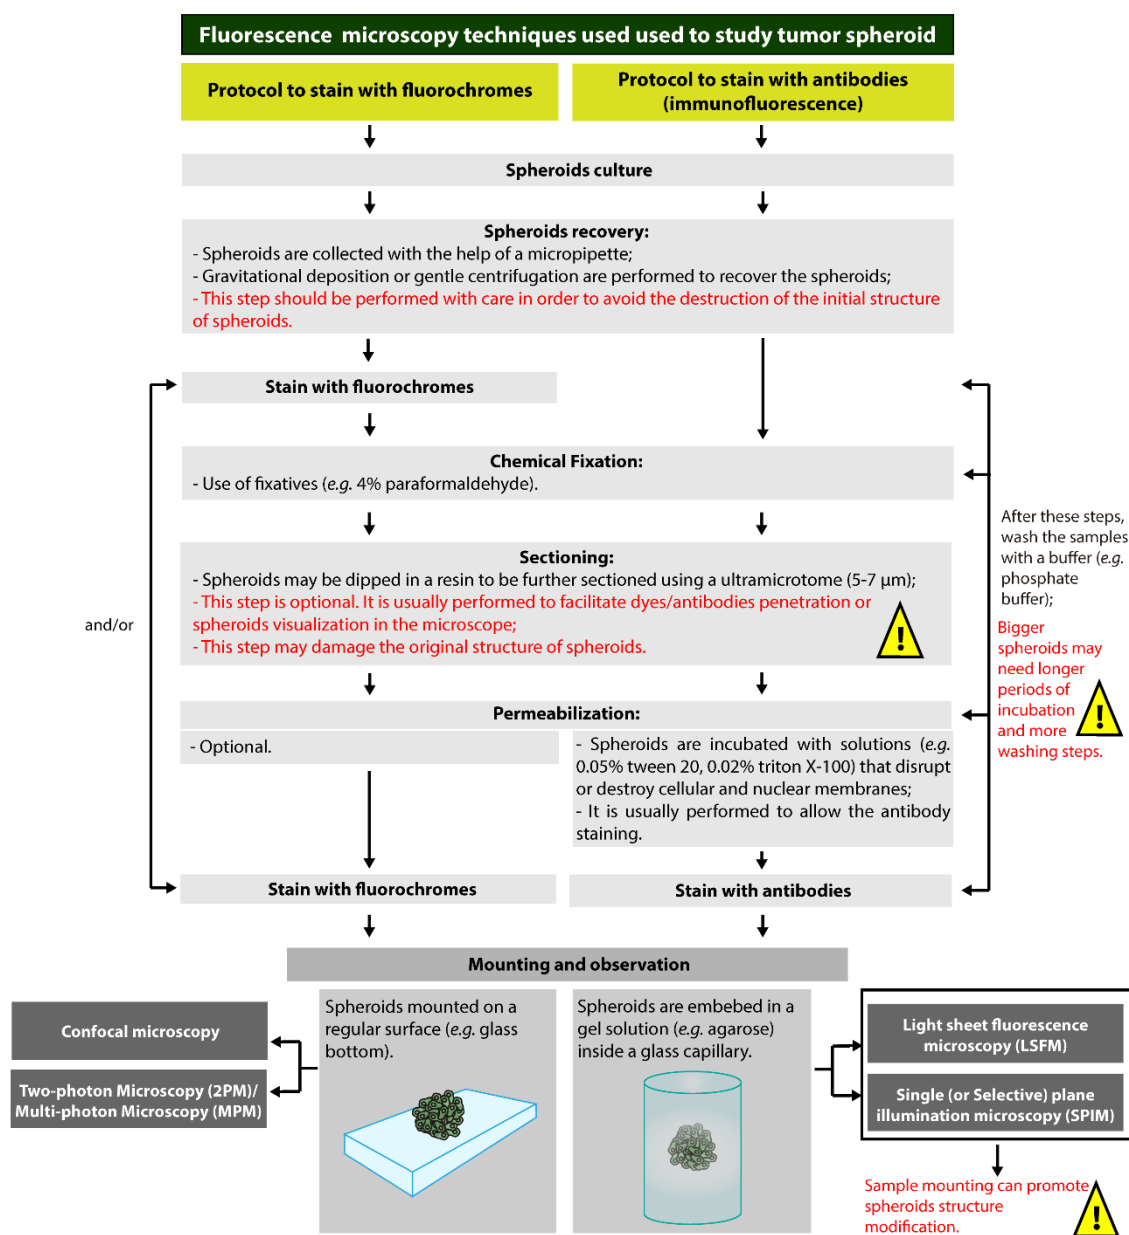 Fluorescence microscopy techniques used used to study tumor spheroid
Protocol to stain with fluorochromes
Protocol to stain with antibodies
(immunofluorescence)
Spheroids culture
Spheroids recovery:
- Spheroids are collected with the help of a micropipette;
- Gravitational deposition or gentle centrifugation are performed to recover the spheroids;
- This step should be performed with care in order to avoid the destruction of the initial structure
of spheroids.
Stain with fluorochromes
Chemical Fixation:
- Use of fixatives (e.g. 4% paraformaldehyde).
Sectioning:
- Spheroids may be dipped in a resin to be further sectioned using a ultramicrotome (5-7 µm);
- This step is optional. It is usually performed to facilitate dyes/antibodies penetration or
spheroids visualization in the microscope;
- This step may damage the original structure of spheroids.
!
and/or
After these steps,
wash the samples
with a buffer (e.g.
phosphate
buffer);
Bigger
spheroids may
need longer
periods of
incubation
and more
washing steps.
!
Permeabilization:
- Optional.
- Spheroids are incubated with solutions (e.g.
0.05% tween 20, 0.02% triton X-100) that disrupt
or destroy cellular and nuclear membranes;
- It is usually performed to allow the antibody
staining.
Stain with fluorochromes
Stain with antibodies
Mounting and observation
Confocal microscopy
Two-photon Microscopy (2PM)/
Multi-photon Microscopy (MPM)
Spheroids mounted on a
regular surface (e.g. glass
bottom).
Spheroids are embebed in a
gel solution (e.g. agarose)
inside a glass capillary.
Light sheet fluorescence
microscopy (LSFM)
Single (or Selective) plane
illumination microscopy (SPIM)
Sample mounting can promote
spheroids structure
modification.
!